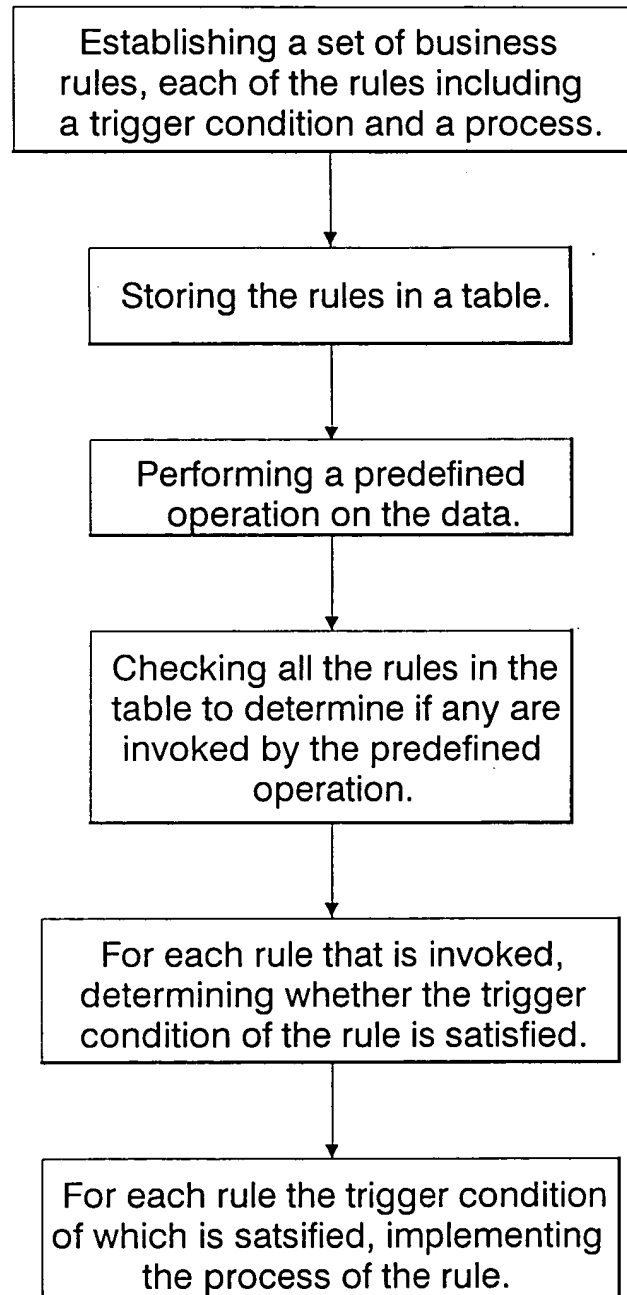 Establishing a set of business
rules, each of the rules including
a trigger condition and a process.
Storing the rules in a table.
Performing a predefined
operation on the data.
Checking all the rules in the
table to determine if any are
invoked by the predefined
operation.
For each rule that is invoked,
determining whether the trigger
condition of the rule is satisfied.
For each rule the trigger condition
of which is satsified, implementing
the process of the rule.